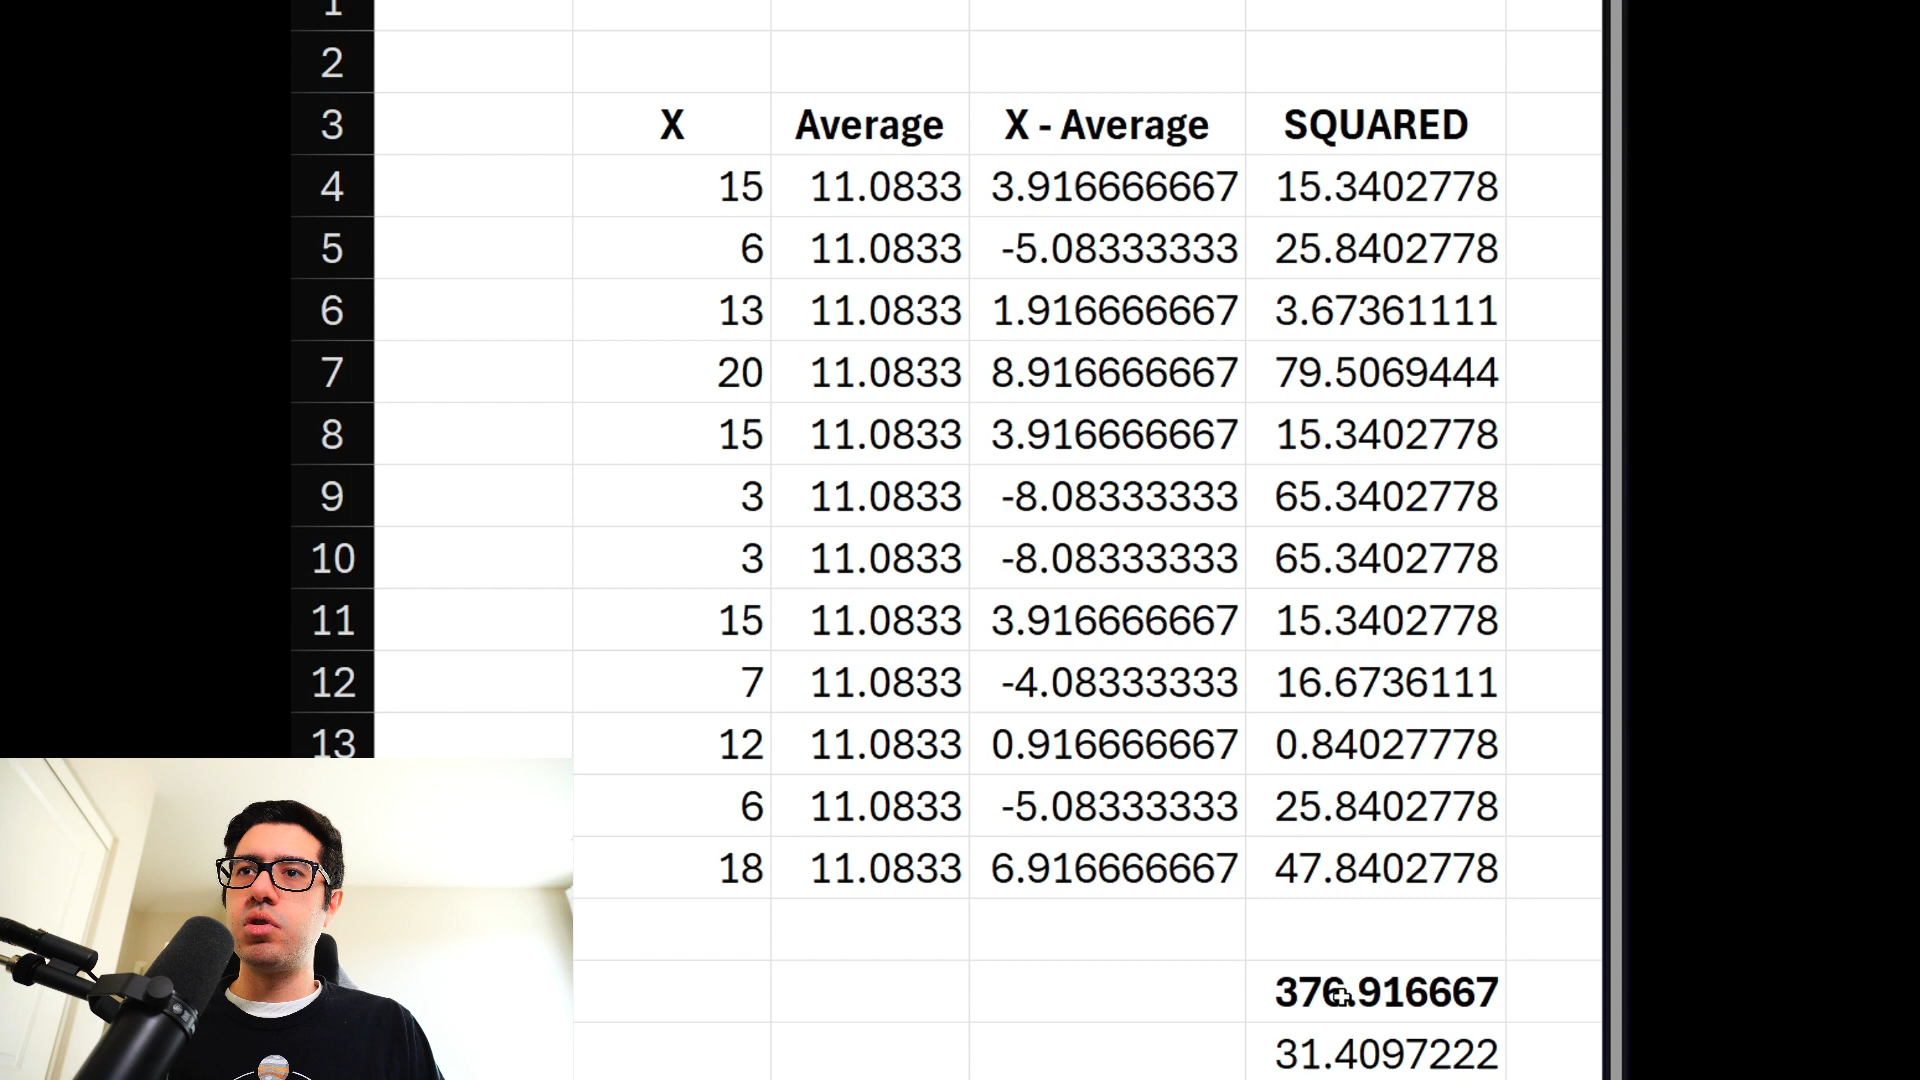 1
2
3 X Average X - Average SQUARED
4 15 11.0833 3.916666667 15.3402778
5 6 11.0833 -5.08333333 25.8402778
6 13 11.0833 1.916666667 3.67361111
7 20 11.0833 8.916666667 79.5069444
8 15 11.0833 3.916666667 15.3402778
9 3 11.0833 -8.08333333 65.3402778
10 3 11.0833 -8.08333333 65.3402778
11 15 11.0833 3.916666667 15.3402778
12 7 11.0833 -4.08333333 16.6736111
13 12 11.0833 0.916666667 0.84027778
6 11.0833 -5.08333333 25.8402778
18 11.0833 6.916666667 47.8402778
376.916667
31.4097222